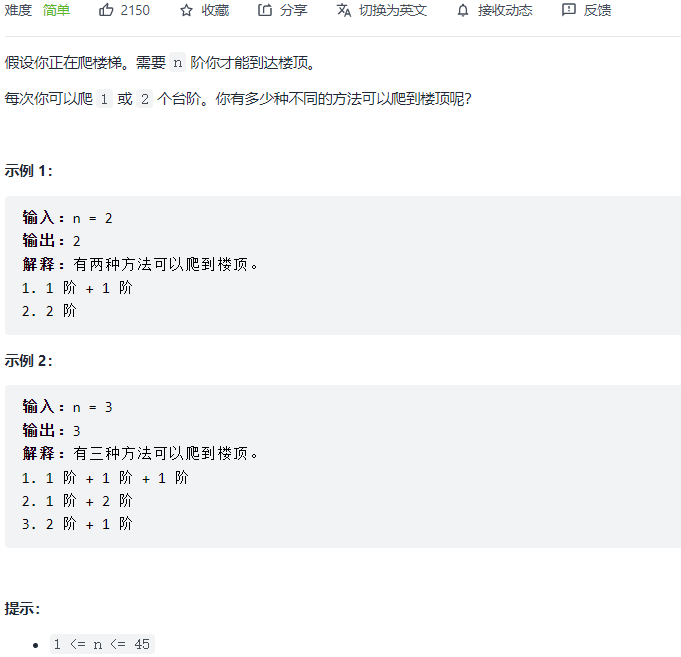 难度 简单 2150 收藏 分享 切换为英文 接收动态 反馈
假设你正在爬楼梯。需要 n 阶你才能到达楼顶。
每次你可以爬 1 或 2 个台阶。你有多少种不同的方法可以爬到楼顶呢?
示例 1:
输入:n = 2
输出:2
解释:有两种方法可以爬到楼顶。
1. 1 阶 + 1 阶
2. 2 阶
示例 2:
输入:n = 3
输出:3
解释:有三种方法可以爬到楼顶。
1. 1 阶 + 1 阶 + 1 阶
2. 1 阶 + 2 阶
3. 2 阶 + 1 阶
提示:
• 1 <= n <= 45